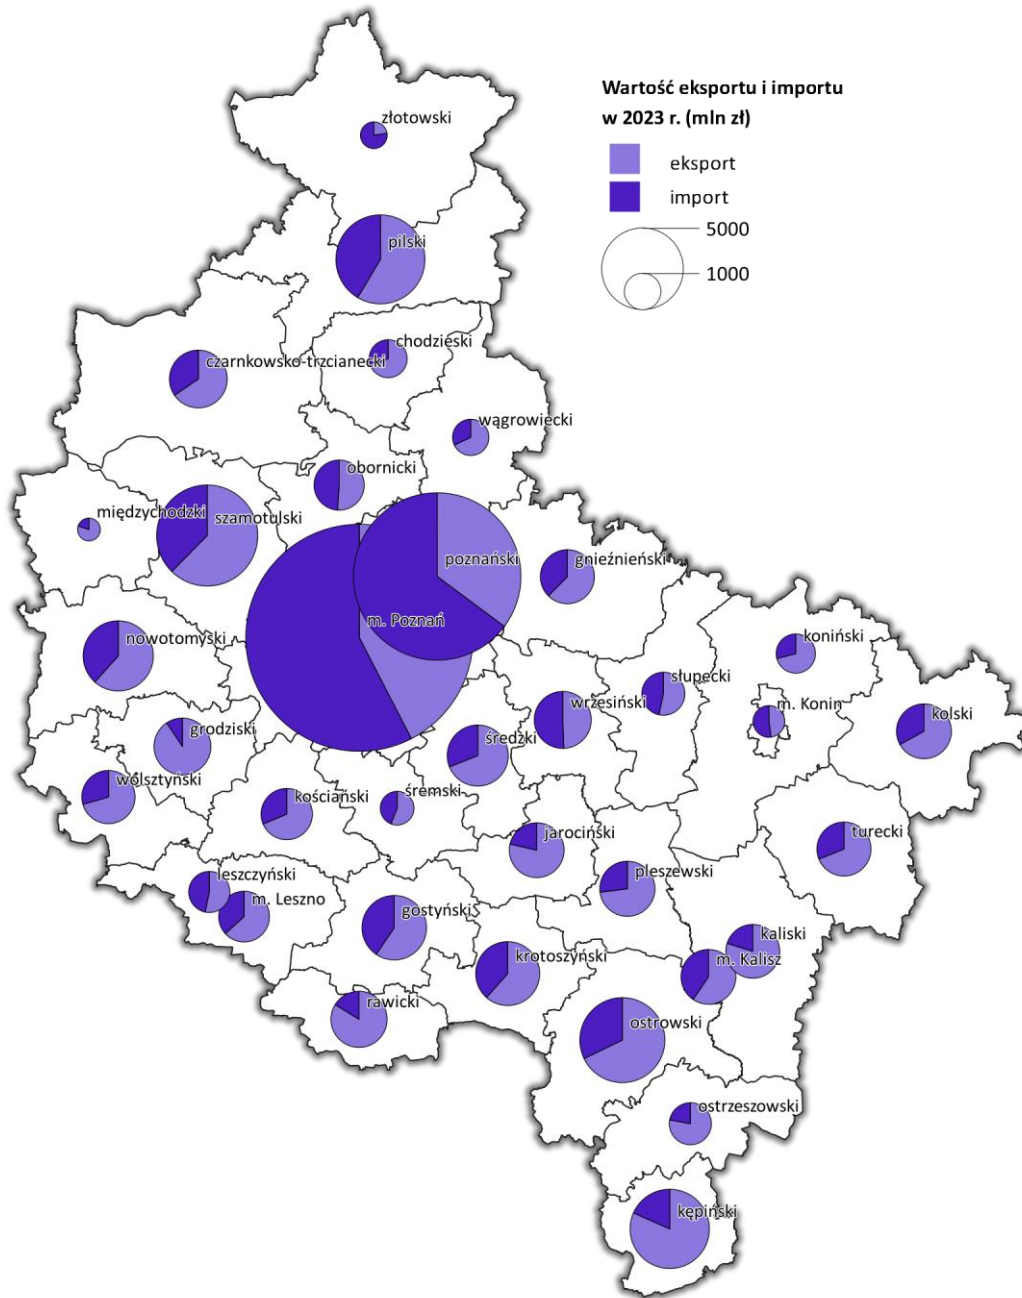 Wartość eksportu i importu
w 2023 r. (mln zł)
eksport
import
5000
1000
złotowski
pilski
chodzieski
czarnkowsko-trzcianecki
wągrowiecki
obornicki
międzychodzki
szamotulski
poznański
gnieźnieński
m. Poznań
nowotomyski
koniński
słupecki
wrzesiński
m. Konin
kolski
grodziski
średzki
wolsztyński
kościański
śremski
jarociński
turecki
leszczyński
pleszewski
m. Leszno
gostyński
kaliski
krotoszyński
m. Kalisz
rawicki
ostrowski
ostrzeszowski
kępiński